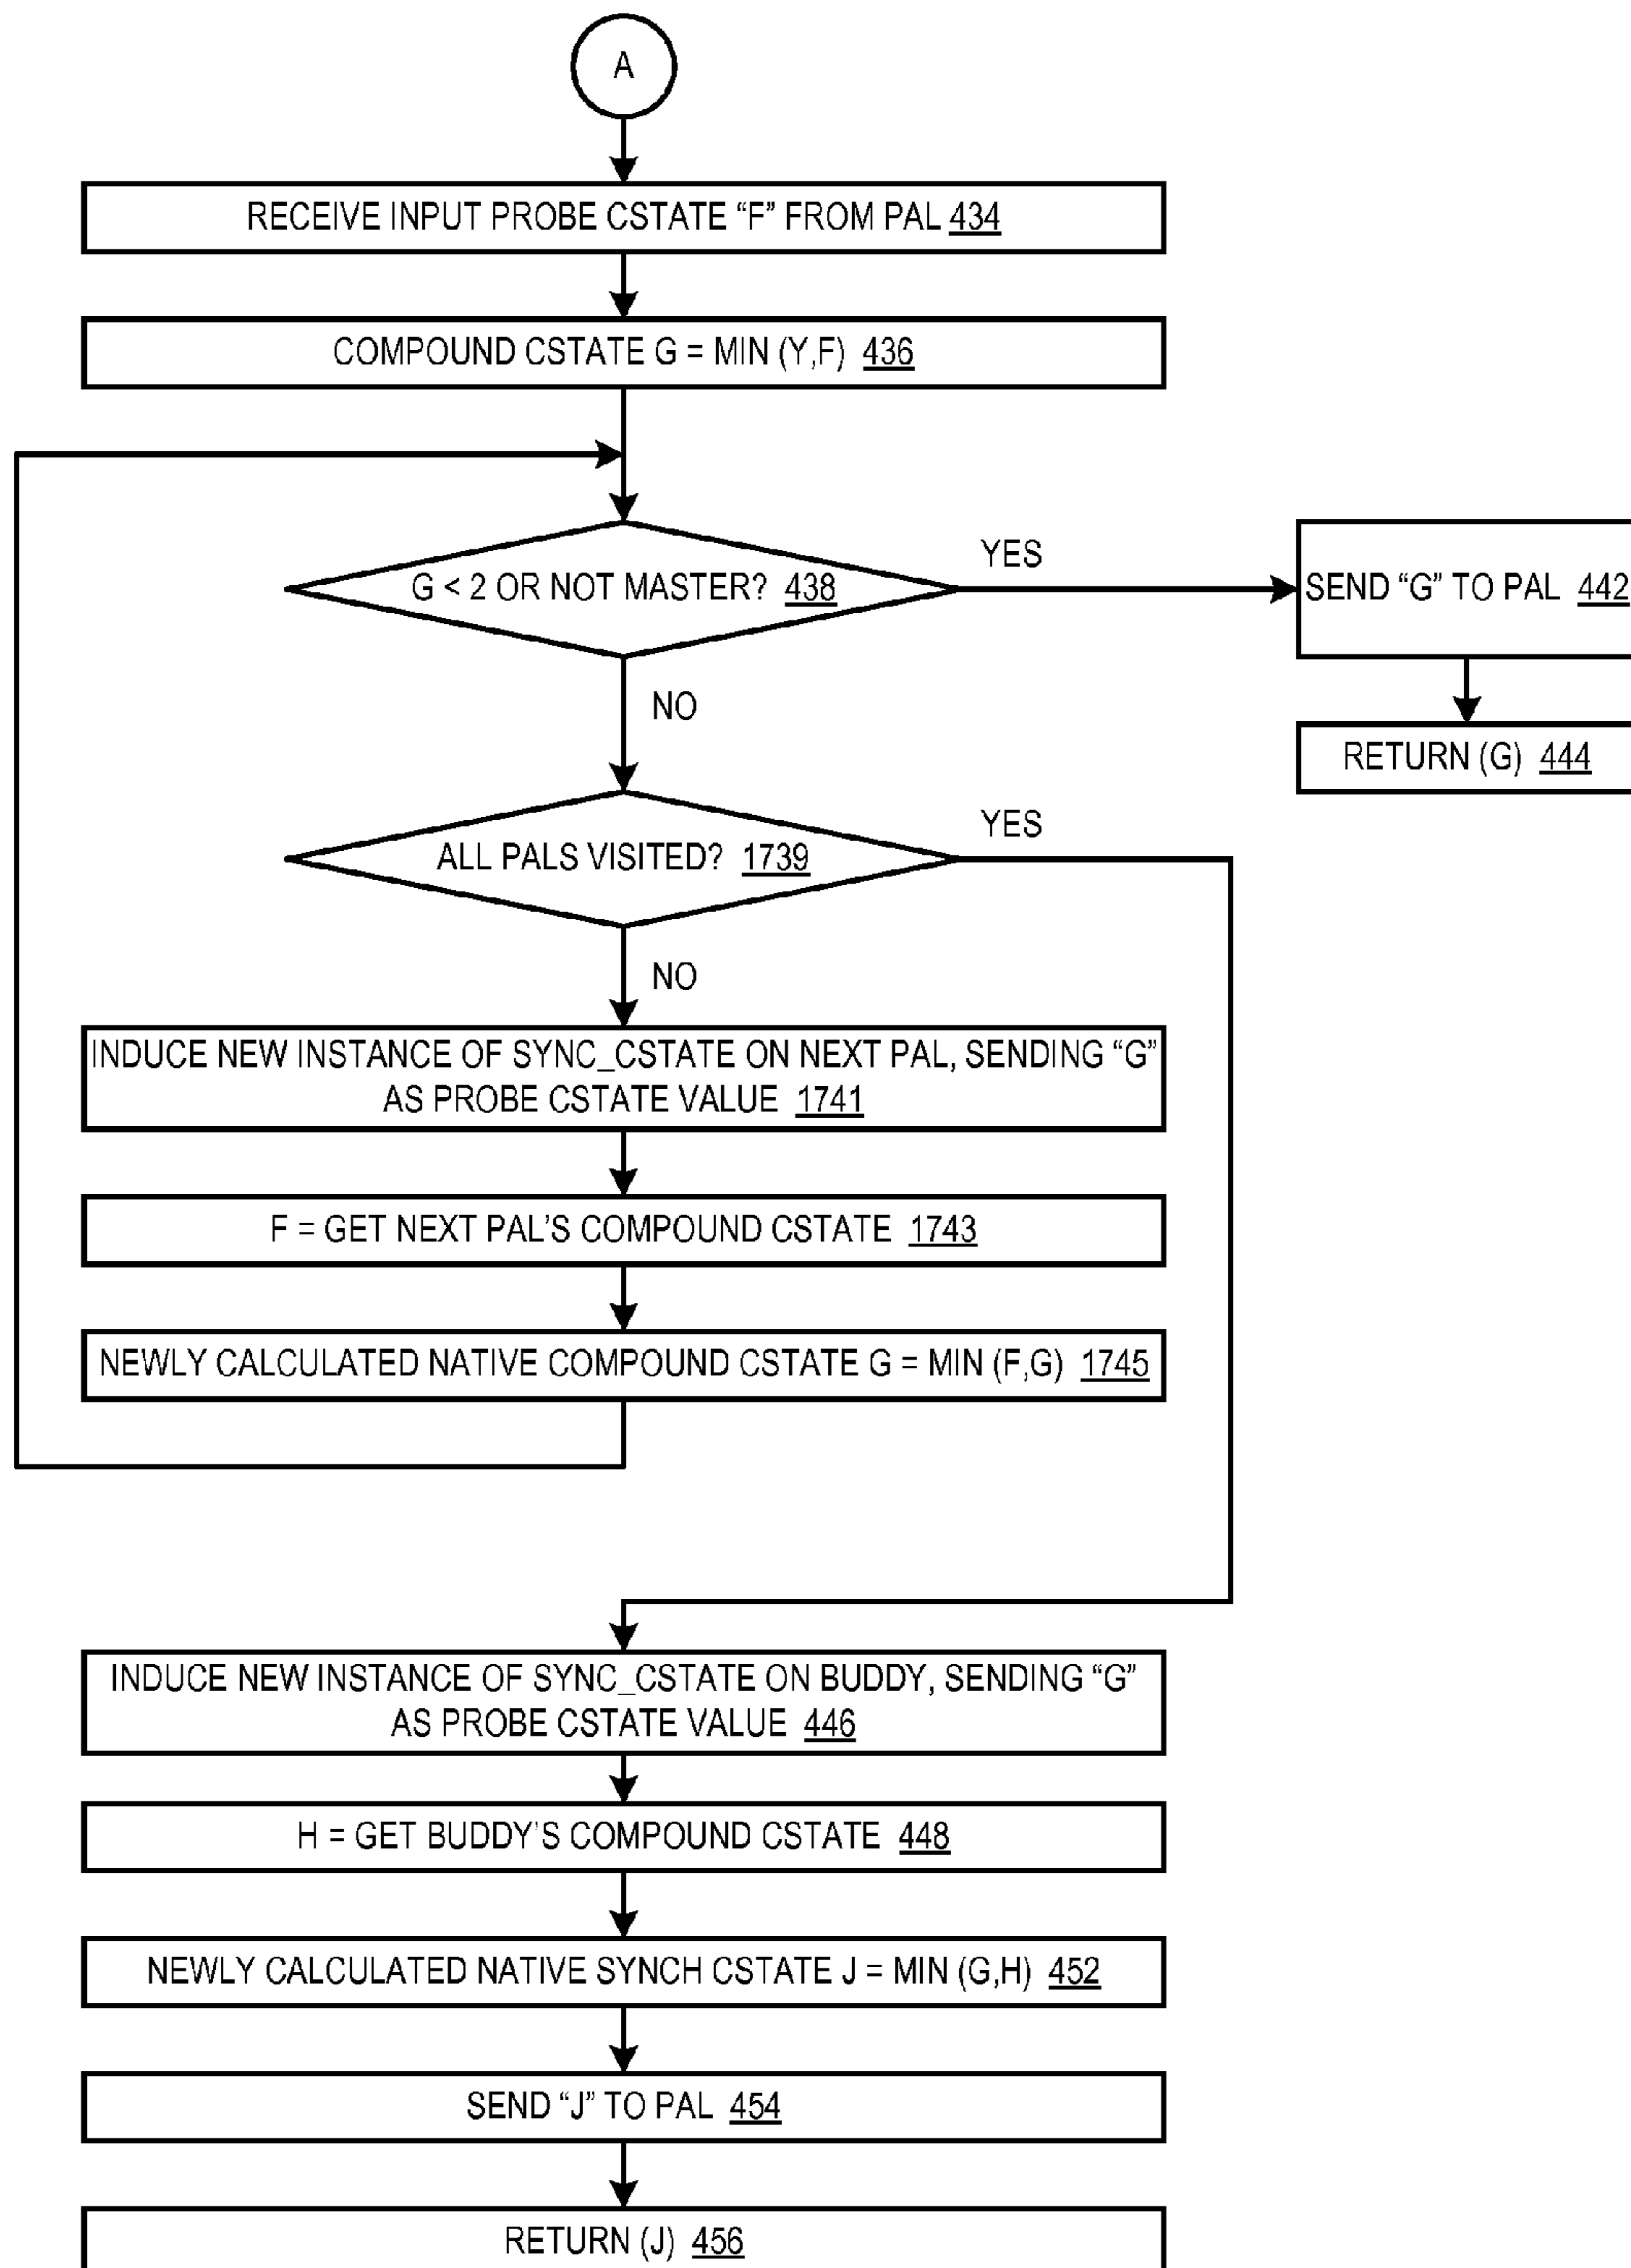 A
RECEIVE INPUT PROBE CSTATE “F” FROM PAL 434
COMPOUND CSTATE G = MIN (Y,F) 436
G < 2 OR NOT MASTER? 438
YES
SEND “G” TO PAL 442
RETURN (G) 444
NO
ALL PALS VISITED? 1739
YES
NO
INDUCE NEW INSTANCE OF SYNC_CSTATE ON NEXT PAL, SENDING “G”
AS PROBE CSTATE VALUE 1741
F = GET NEXT PAL’S COMPOUND CSTATE 1743
NEWLY CALCULATED NATIVE COMPOUND CSTATE G = MIN (F,G) 1745
INDUCE NEW INSTANCE OF SYNC_CSTATE ON BUDDY, SENDING “G”
AS PROBE CSTATE VALUE 446
H = GET BUDDY’S COMPOUND CSTATE 448
NEWLY CALCULATED NATIVE SYNCH CSTATE J = MIN (G,H) 452
SEND “J” TO PAL 454
RETURN (J) 456